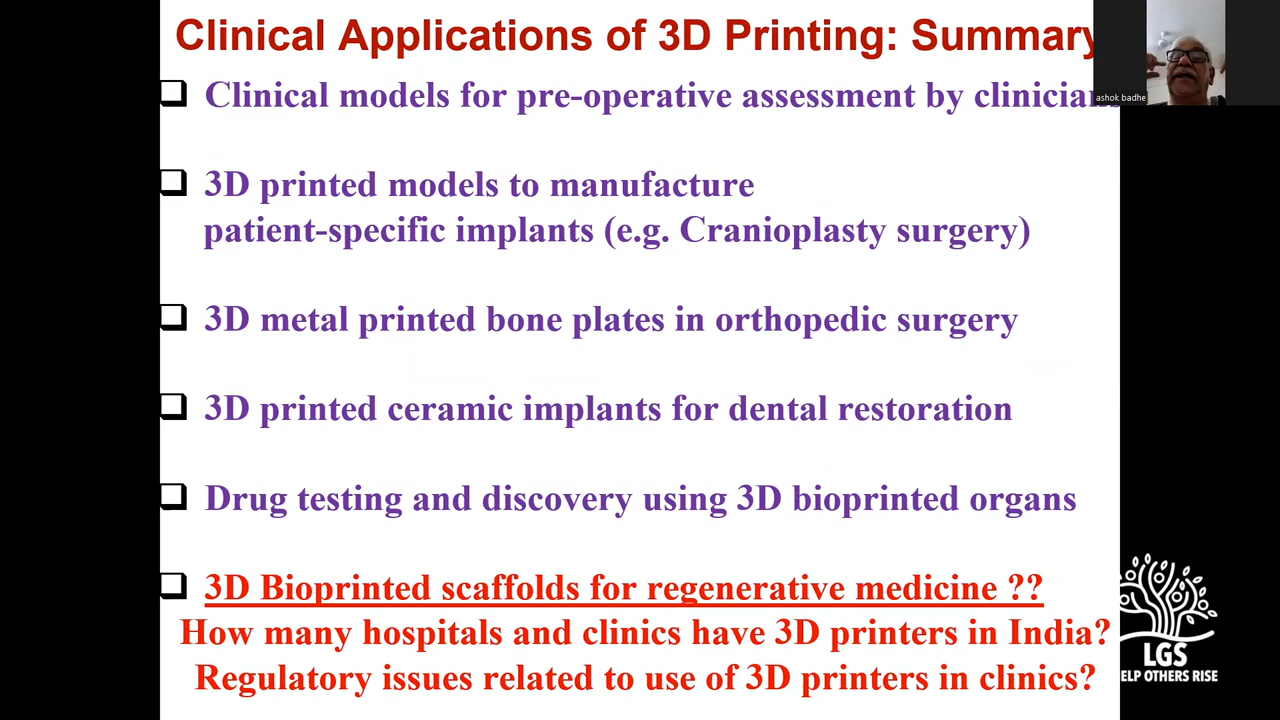 Clinical Applications of 3D Printing: Summary
ashok badhe
Clinical models for pre-operative assessment by clinicians
3D printed models to manufacture
patient-specific implants (e.g. Cranioplasty surgery)
3D metal printed bone plates in orthopedic surgery
3D printed ceramic implants for dental restoration
Drug testing and discovery using 3D bioprinted organs
3D Bioprinted scaffolds for regenerative medicine ??
How many hospitals and clinics have 3D printers in India?
Regulatory issues related to use of 3D printers in clinics?
LGS
ELP OTHERS RISE